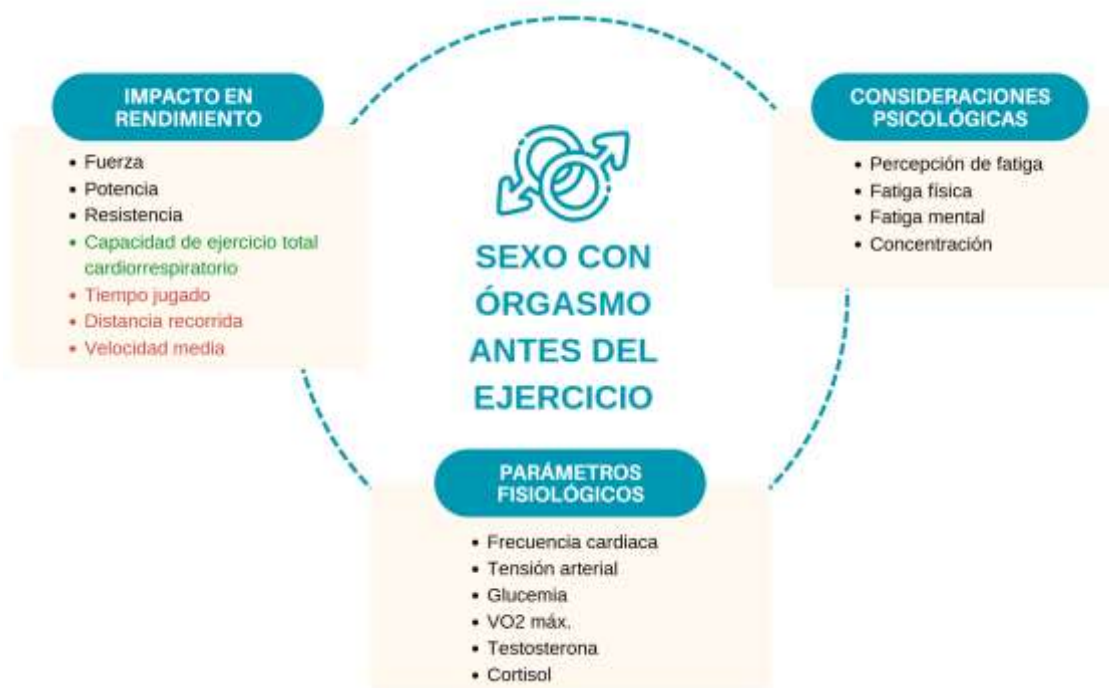 IMPACTO EN
RENDIMIENTO
• Fuerza
• Potencia
• Resistencia
• Capacidad de ejercicio total
cardiorrespiratorio
• Tiempo jugado
• Distancia recorrida
• Velocidad media
SEXO CON
ÓRGASMO
ANTES DEL
EJERCICIO
CONSIDERACIONES
PSICOLÓGICAS
• Percepción de fatiga
• Fatiga física
• Fatiga mental
• Concentración
PARÁMETROS
FISIOLÓGICOS
• Frecuencia cardiaca
• Tensión arterial
• Glucemia
• VO2 máx.
• Testosterona
• Cortisol